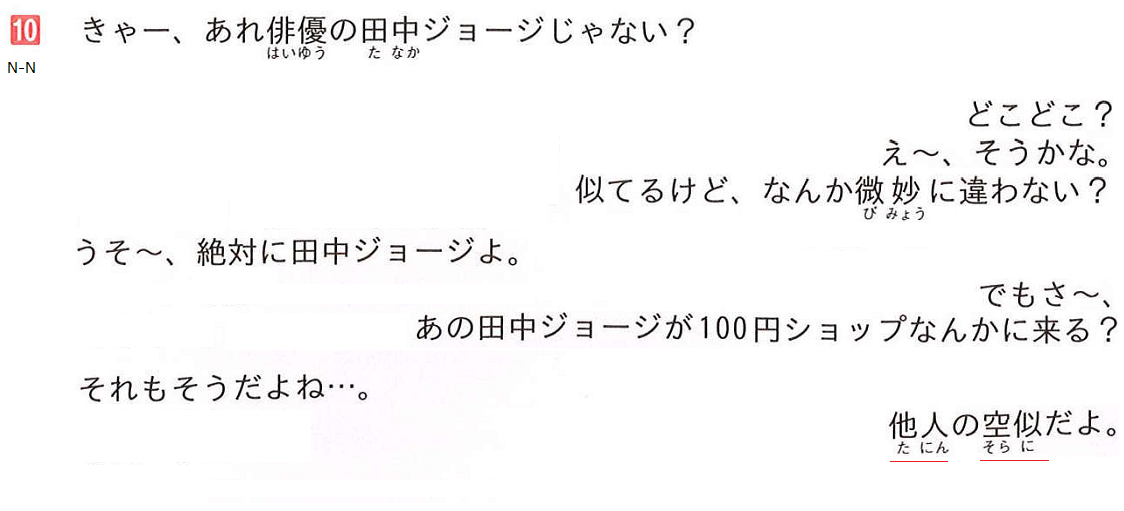 10 きゃー、あれ俳優の田中ジョージじゃない？
はいゆう た なか
N-N
どこどこ？
え〜、そうかな。
似てるけど、なんか微妙に違わない？
び みょう
うそ〜、絶対に田中ジョージよ。
でもさ〜、
あの田中ジョージが100円ショップなんかに来る？
それもそうだよね…。
他人の空似だよ。
た にん そら に